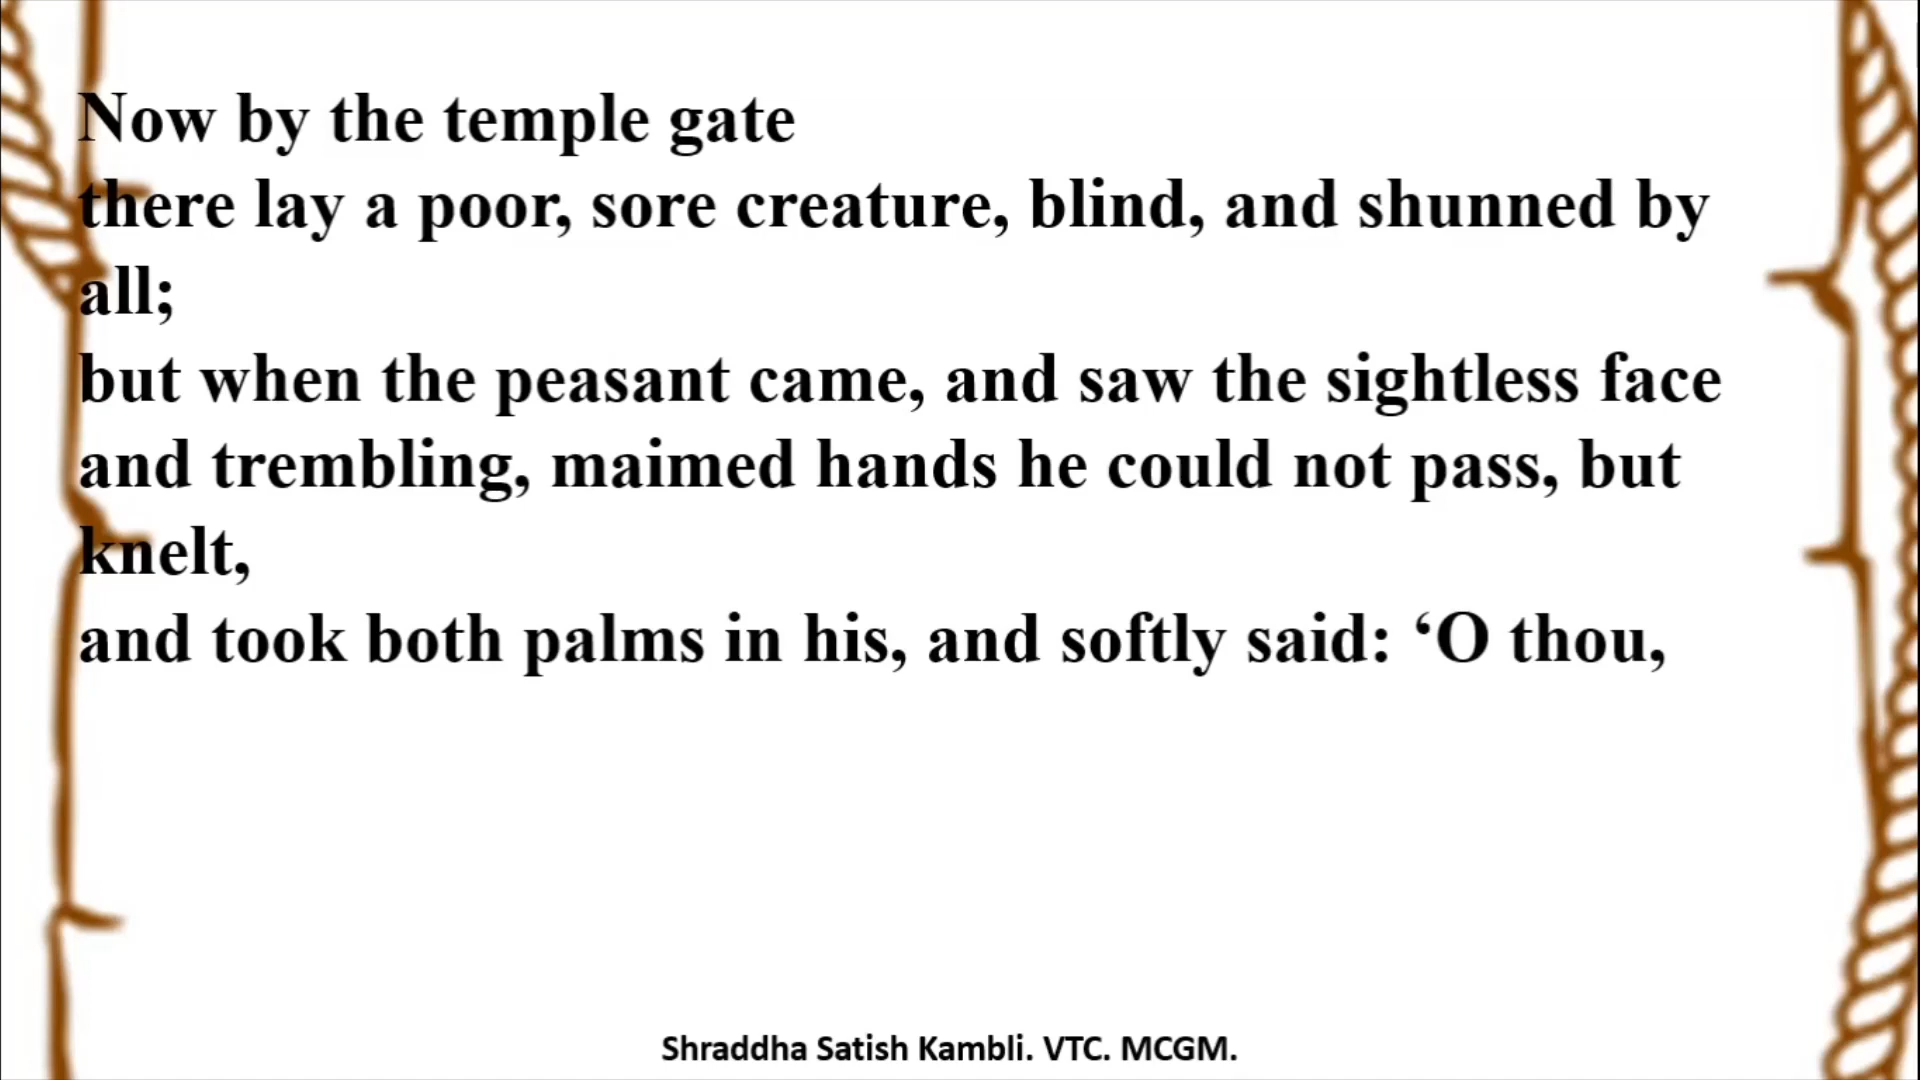 Now by the temple gate
there lay a poor, sore creature, blind, and shunned by
all;
but when the peasant came, and saw the sightless face
and trembling, maimed hands he could not pass, but
knelt,
and took both palms in his, and softly said: ‘O thou,
Shraddha Satish Kambli. VTC. MCGM.